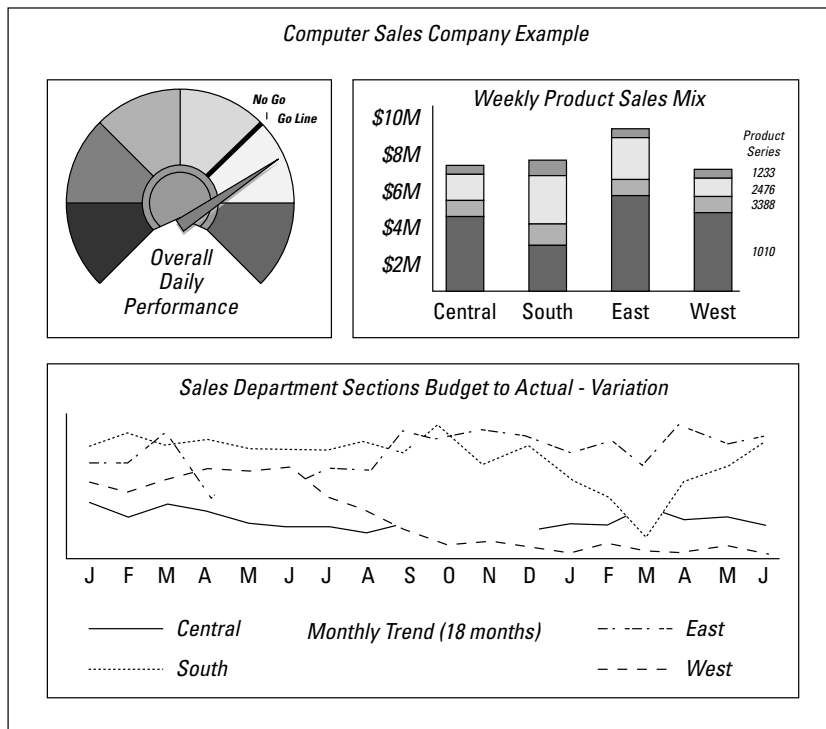 Computer Sales Company Example
No Go
Go Line
Overall
Daily
Performance
Weekly Product Sales Mix
$10M
$8M
$6M
$4M
$2M
Product
Series
1233
2476
3388
1010
Central South East West
Sales Department Sections Budget to Actual - Variation
J F M A M J J A S O N D J F M A M J
Central Monthly Trend (18 months) East
South West